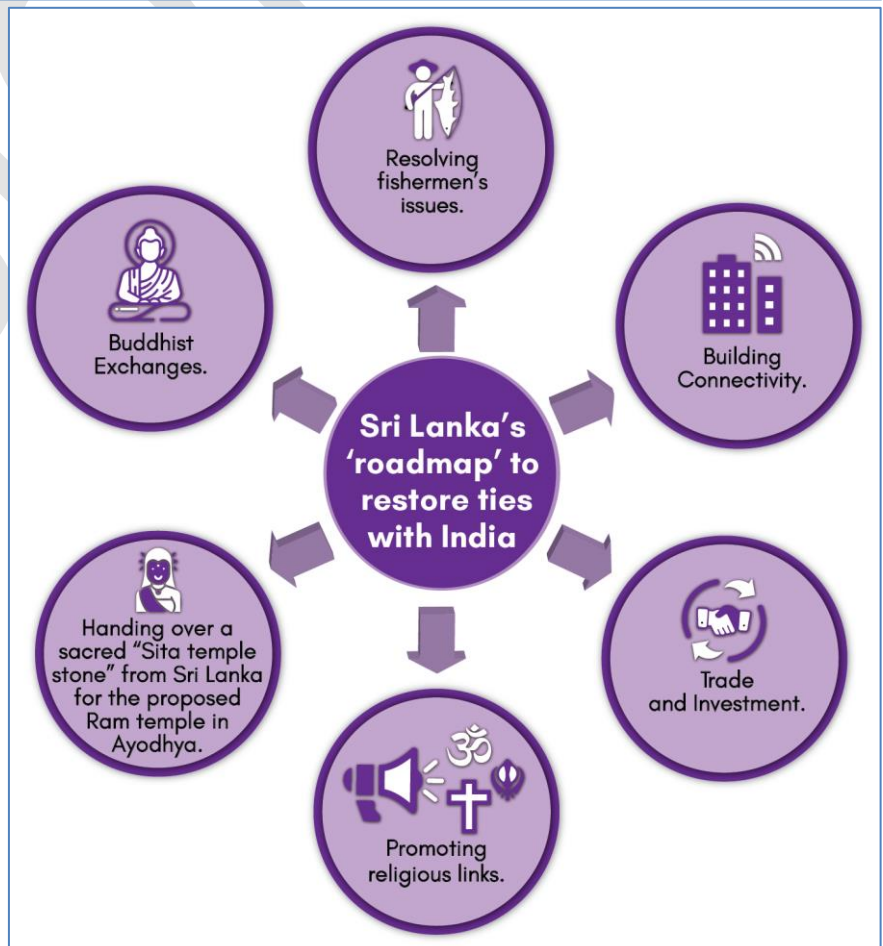 Sri Lanka's
'roadmap' to
restore ties
with India
Resolving
fishermen's
issues.
Building
Connectivity.
Trade
and Investment.
Promoting
religious links.
Handing over a
sacred "Sita temple
stone" from Sri Lanka
for the proposed
Ram temple in
Ayodhya.
Buddhist
Exchanges.